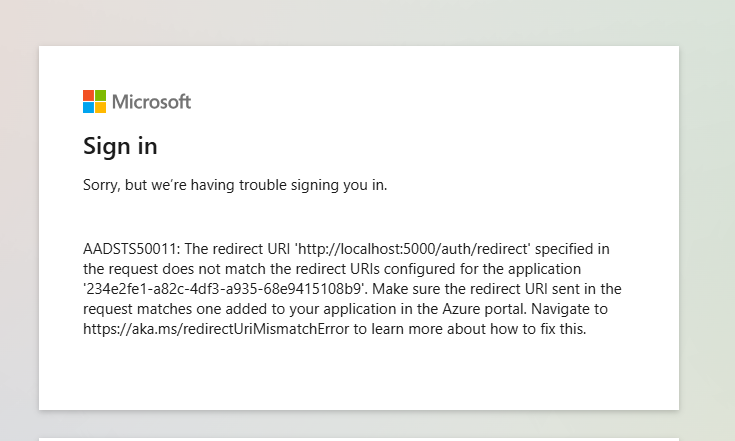 Microsoft
Sign in
Sorry, but we're having trouble signing you in.
AADSTS50011: The redirect URI 'http://localhost:5000/auth/redirect' specified in
the request does not match the redirect URIs configured for the application
'234e2fe1-a82c-4df3-a935-68e9415108b9'. Make sure the redirect URI sent in the
request matches one added to your application in the Azure portal. Navigate to
https://aka.ms/redirectUriMismatchError to learn more about how to fix this.